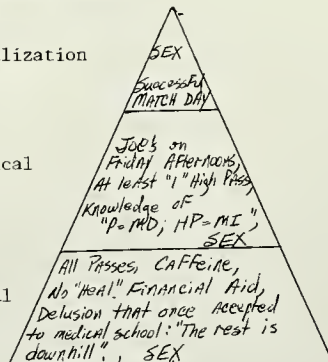 lization
SEX
Successful
MATCH DAY
cal
JOE'S on
Friday Afternoons,
At least "1" High Pass,
Knowledge of
"P=MD; HP=MI",
SEX
All Passes, CAFFeine,
No "Heal" Financial Aid,
Delusion that once Accepted
to medical school: "The rest is
downhill"., SEX